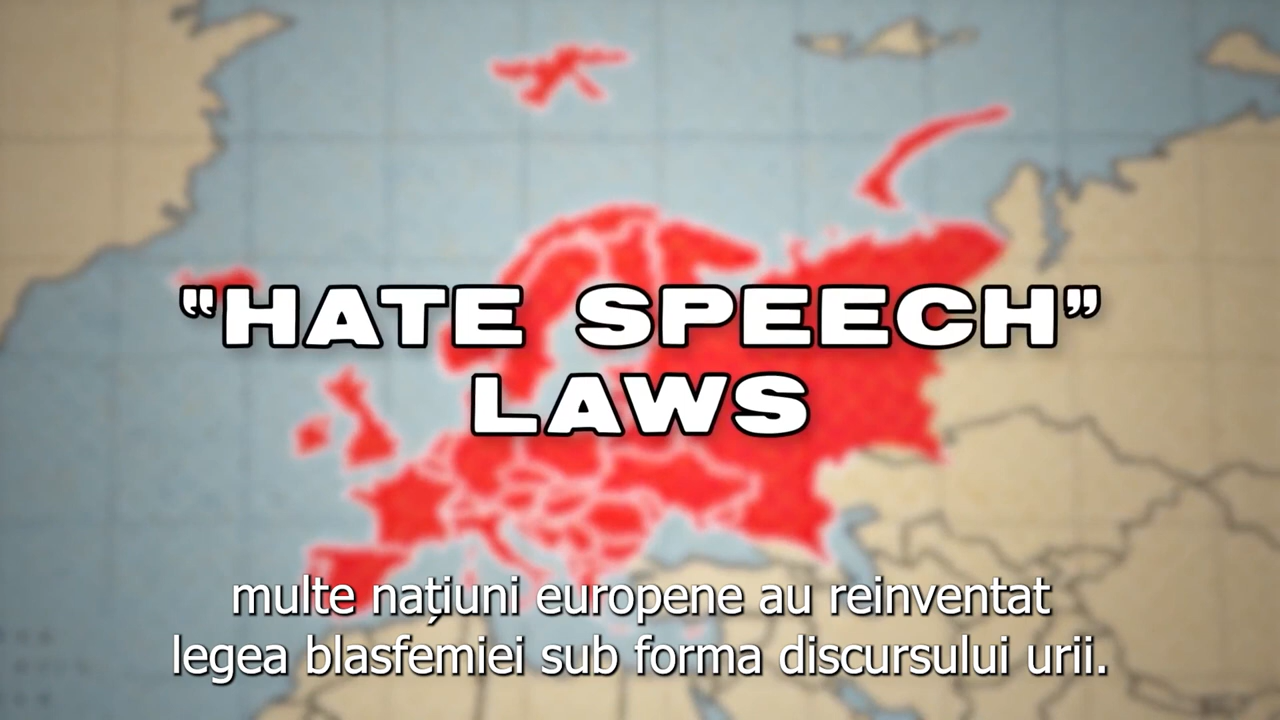 “HATE SPEECH”
LAWS
multe națiuni europene au reinventat
legea blasfemiei sub forma discursului urii.